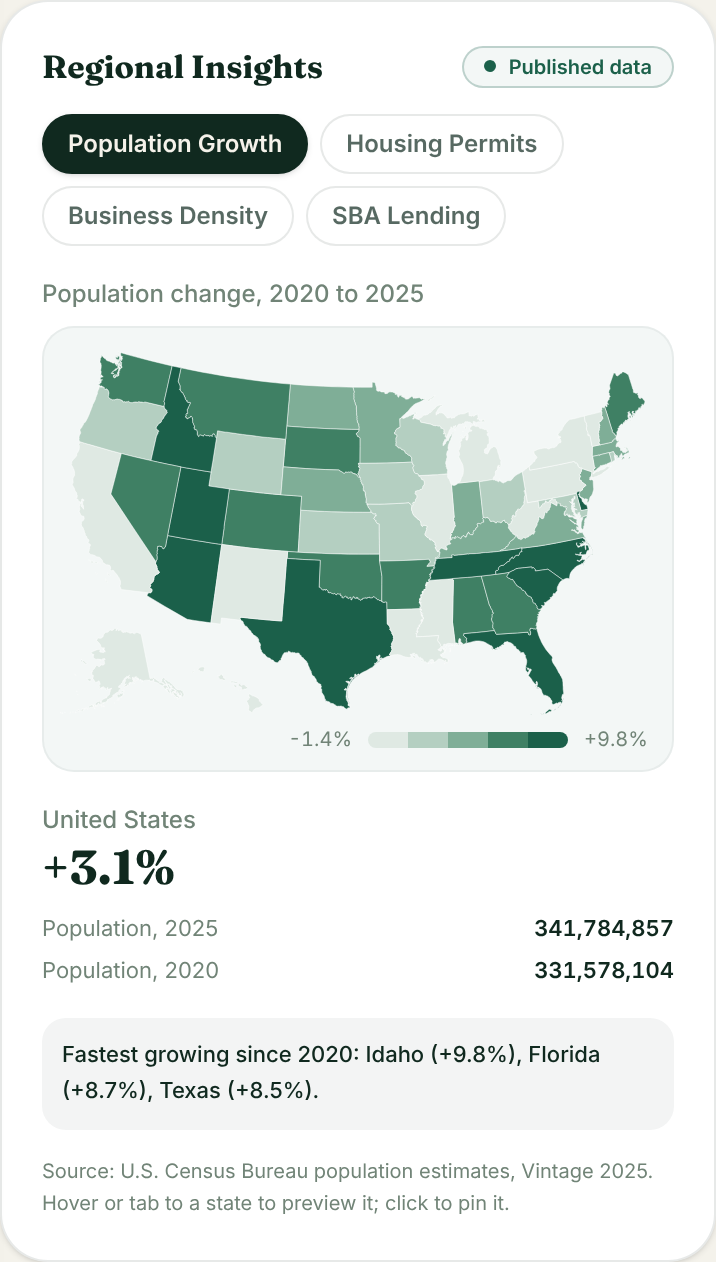 Regional Insights
Published data
Population Growth
Housing Permits
Business Density
SBA Lending
Population change, 2020 to 2025
-1.4%
+9.8%
United States
+3.1%
Population, 2025 341,784,857
Population, 2020 331,578,104
Fastest growing since 2020: Idaho (+9.8%), Florida
(+8.7%), Texas (+8.5%).
Source: U.S. Census Bureau population estimates, Vintage 2025.
Hover or tab to a state to preview it; click to pin it.